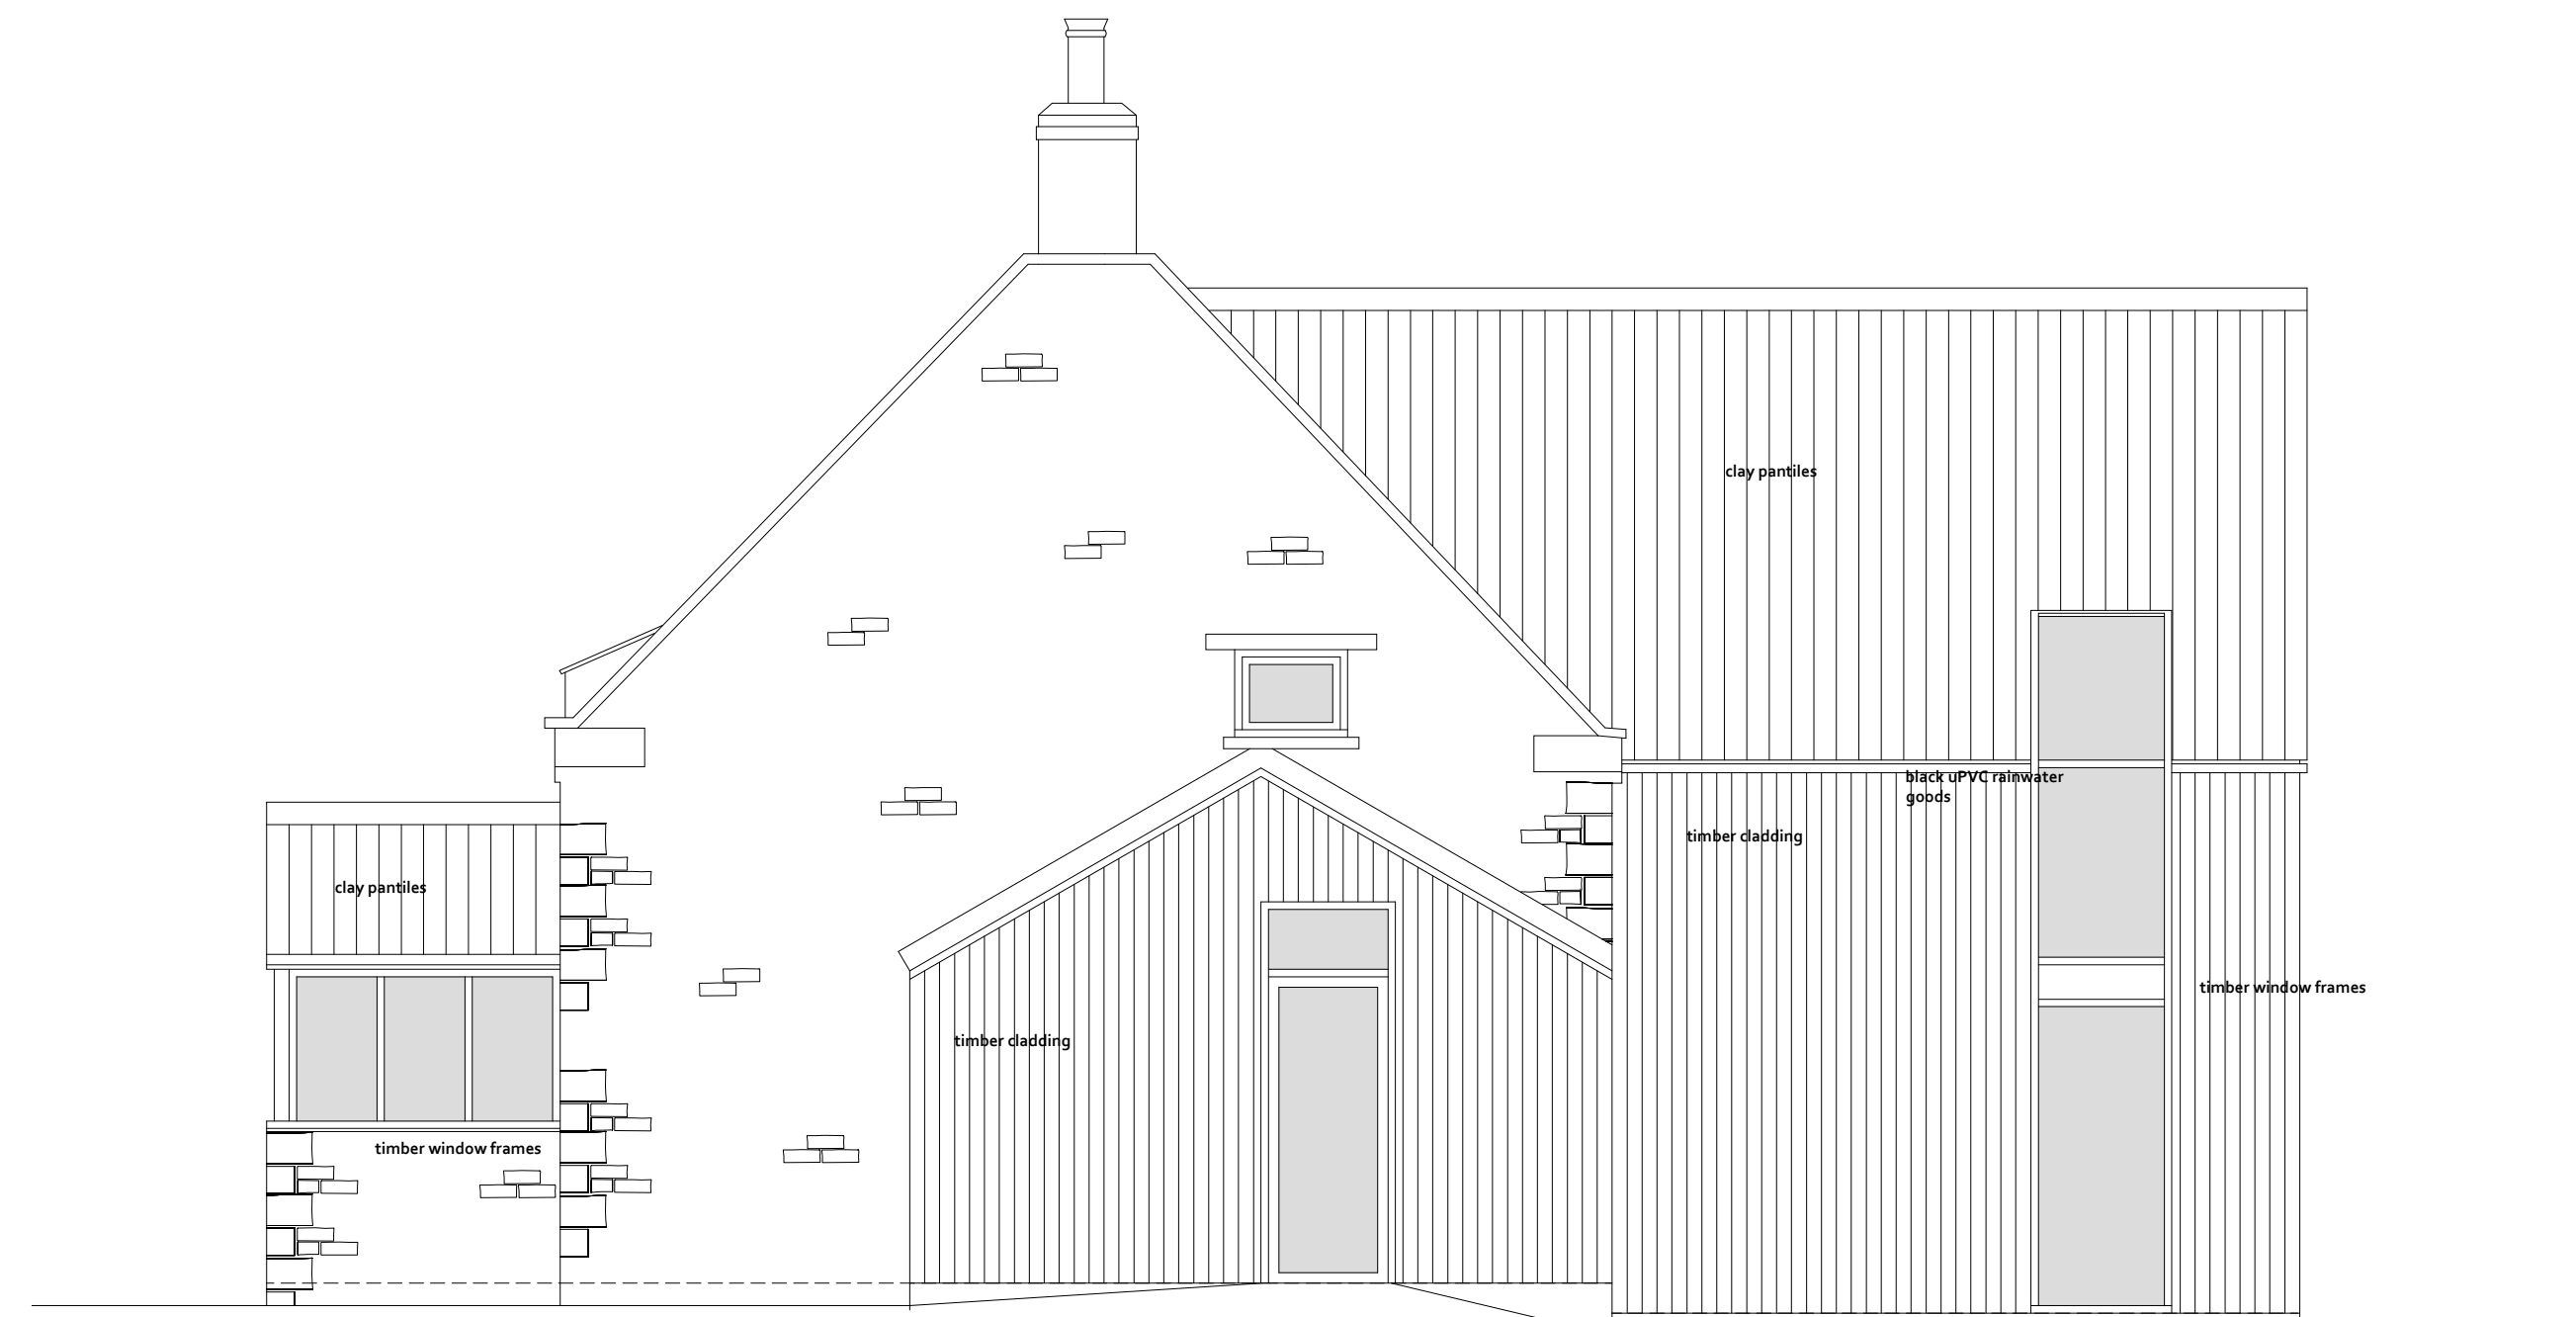 clay pantiles
black uPVC rainwater
goods
timber cladding
clay pantiles
timber window frames
timber cladding
timber window frames